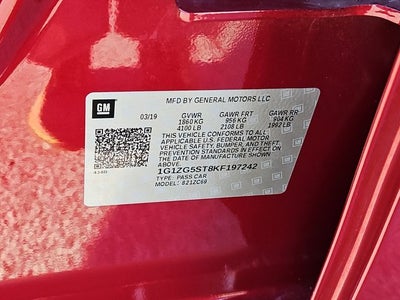 GM
MFD BY GENERAL MOTORS LLC
03/19 GVWR GAWR FRT GAWR RR
1860 KG 956 KG 904 KG
4100 LB 2108 LB 1992 LB
THIS VEHICLE CONFORMS TO ALL
APPLICABLE U.S. FEDERAL MOTOR
VEHICLE SAFETY, BUMPER, AND THEFT
PREVENTION STANDARDS IN EFFECT ON
THE DATE OF MANUFACTURE SHOWN ABOVE.
1G1ZG5ST8KF197242
TYPE: PASS CAR
MODEL: 821ZC69